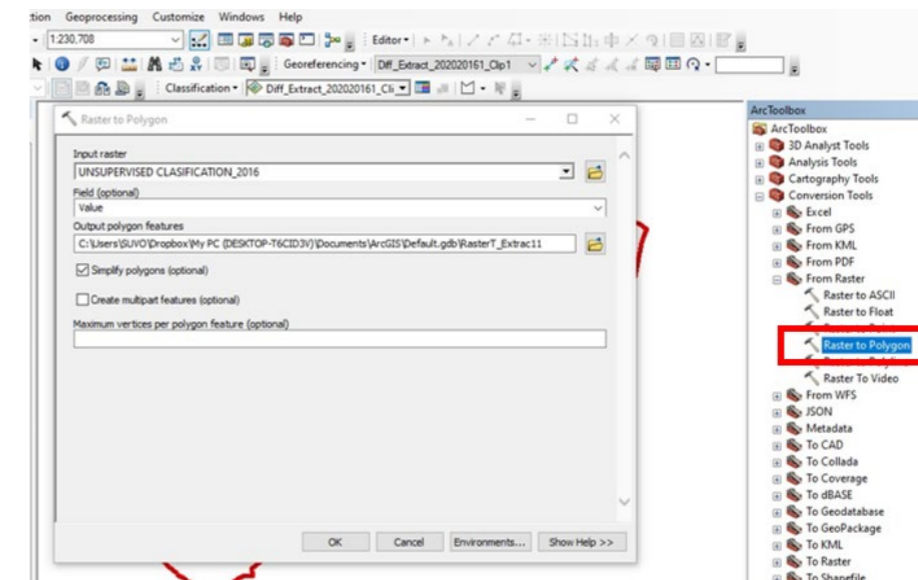 tion Geoprocessing Customize Windows Help
1:230,708
Editor
Georeferencing Diff_Extract_202020161_Clip1
Classification Diff_Extract_202020161_Cli
Raster to Polygon
Input raster
UNSUPERVISED CLASIFICATION_2016
Field (optional)
Value
Output polygon features
C:\Users\SUVO\Dropbox\My PC (DESKTOP-T6CID3V)\Documents\ArcGIS\Default.gdb\RasterT_Extrac11
Simplify polygons (optional)
Create multipart features (optional)
Maximum vertices per polygon feature (optional)
OK Cancel Environments... Show Help >>
ArcToolbox
ArcToolbox
3D Analyst Tools
Analysis Tools
Cartography Tools
Conversion Tools
Excel
From GPS
From KML
From PDF
From Raster
Raster to ASCII
Raster to Float
Raster to Polygon
Raster To Video
From WFS
JSON
Metadata
To CAD
To Collada
To Coverage
To dBASE
To Geodatabase
To GeoPackage
To KML
To Raster
To Shapefile